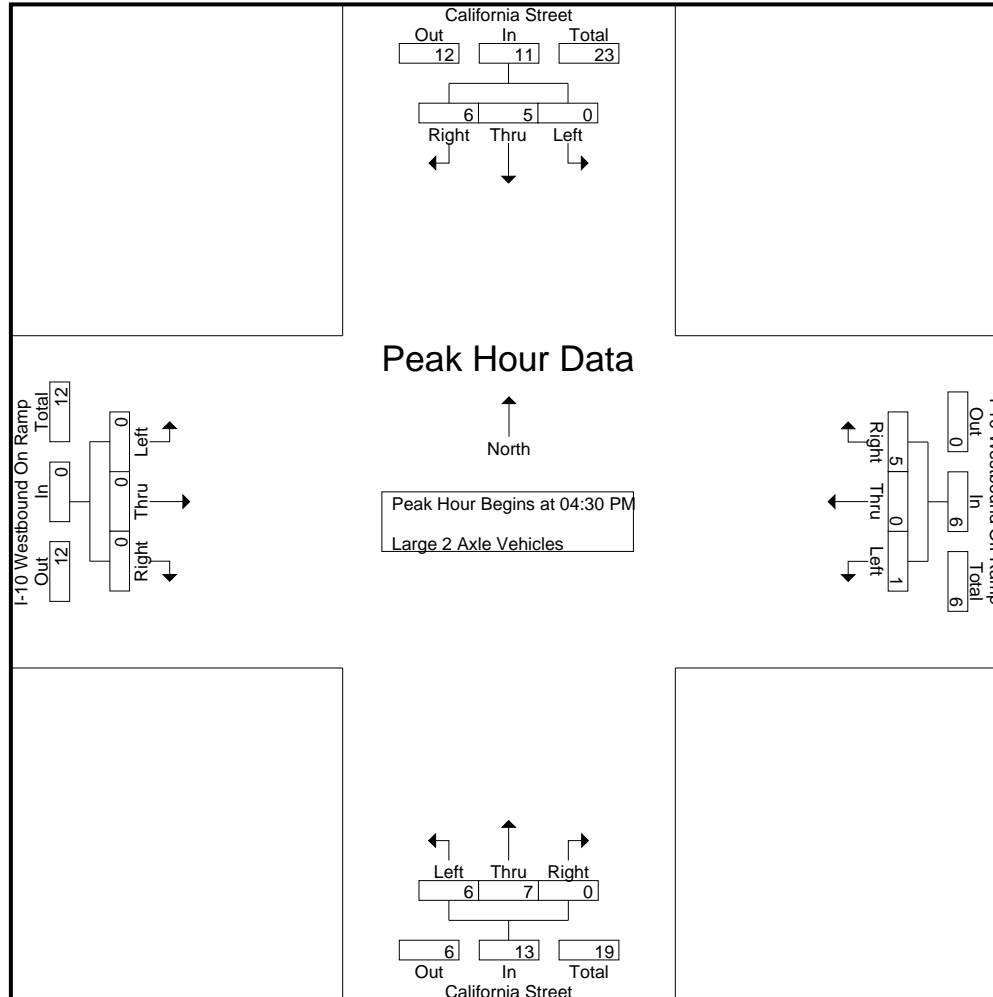 California Street
Out In Total
12 11 23
6 5 0
Right Thru Left
Peak Hour Data
North
Peak Hour Begins at 04:30 PM
Large 2 Axle Vehicles
I-10 Westbound On Ramp
Total In Out
12 0 12
0 0 0
Left Thru Right
Right Thru Left
5 0 1
Out In Total
0 6 6
Westbound Ramp
Left Thru Right
6 7 0
6 13 19
Out In Total
California Street